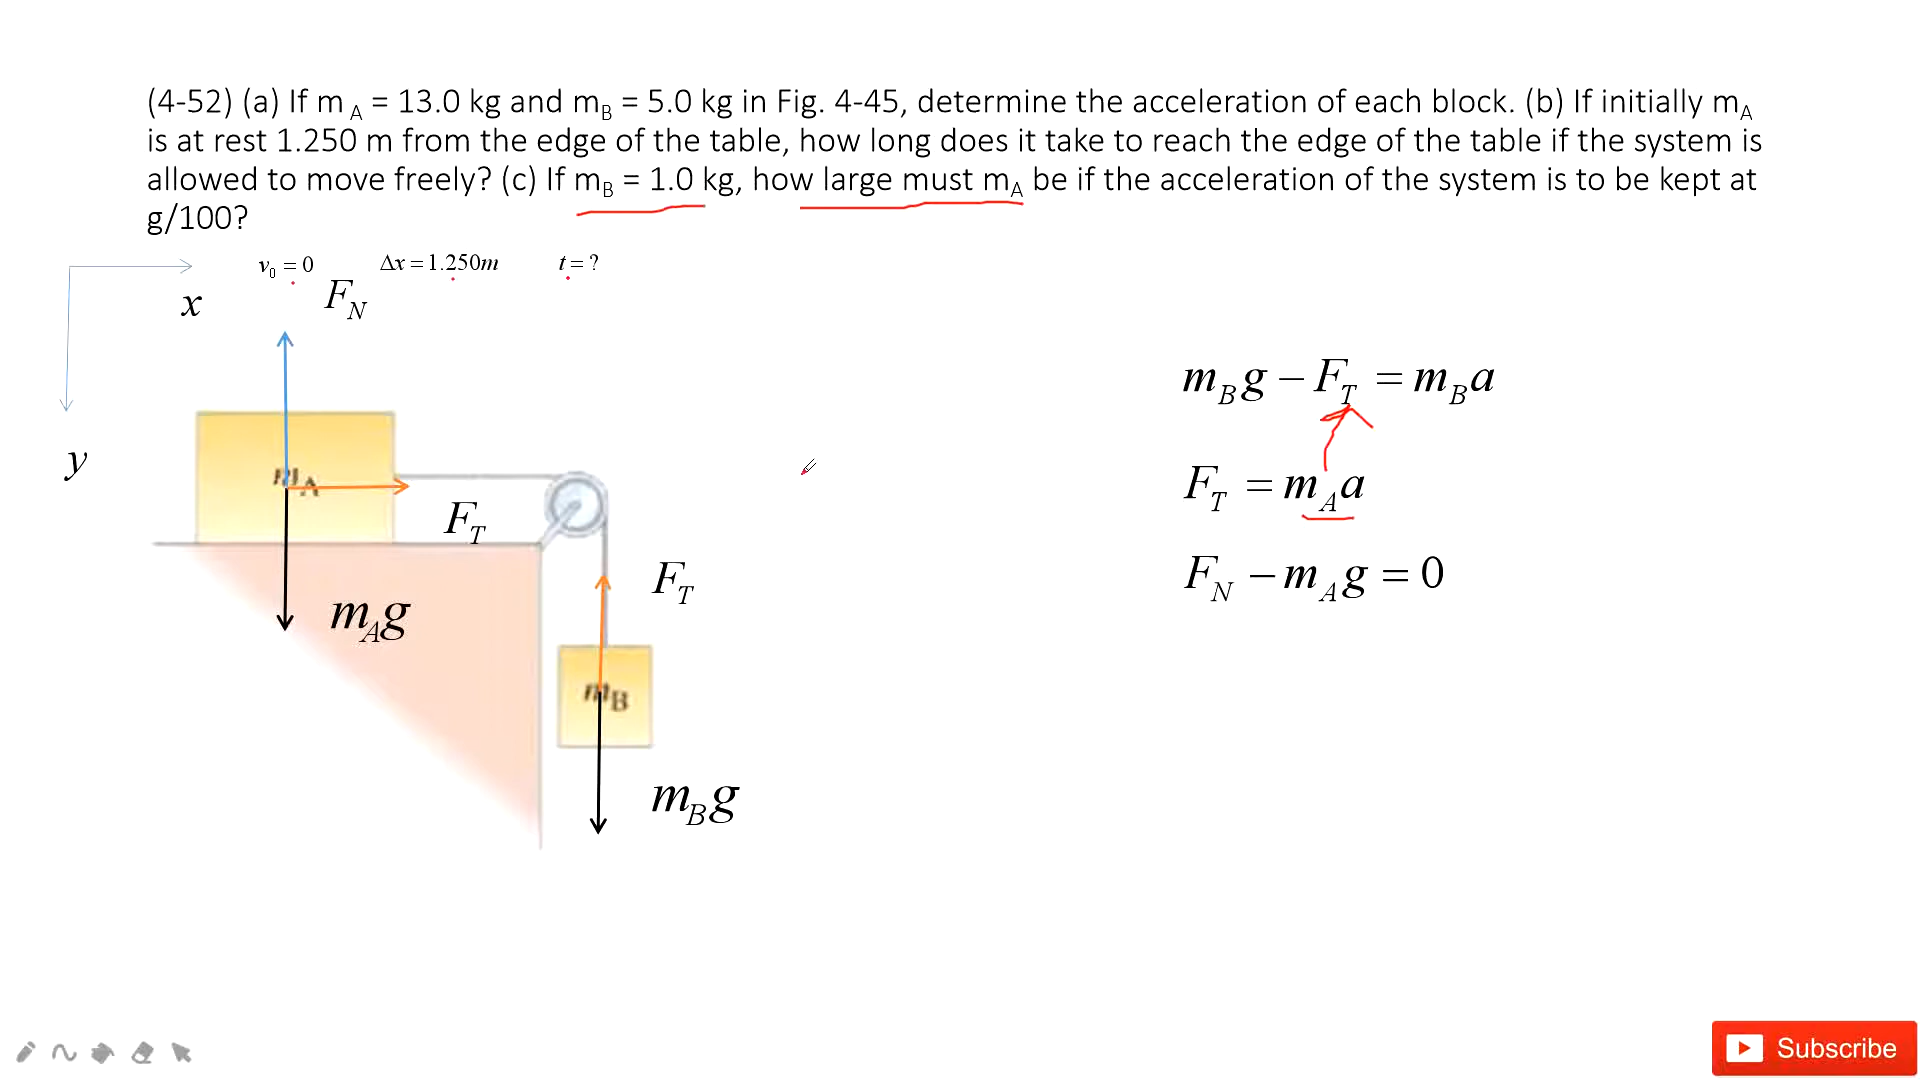 (4-52) (a) If m A = 13.0 kg and mB = 5.0 kg in Fig. 4-45, determine the acceleration of each block. (b) If initially mA
is at rest 1.250 m from the edge of the table, how long does it take to reach the edge of the table if the system is
allowed to move freely? (c) If mB = 1.0 kg, how large must mA be if the acceleration of the system is to be kept at
g/100?
v0 = 0 Δx = 1.250m t = ?
x
FN
y
mA
FT
FT
mAg
mB
mBg
mBg − FT = mBa
FT = mAa
FN − mAg = 0
Subscribe